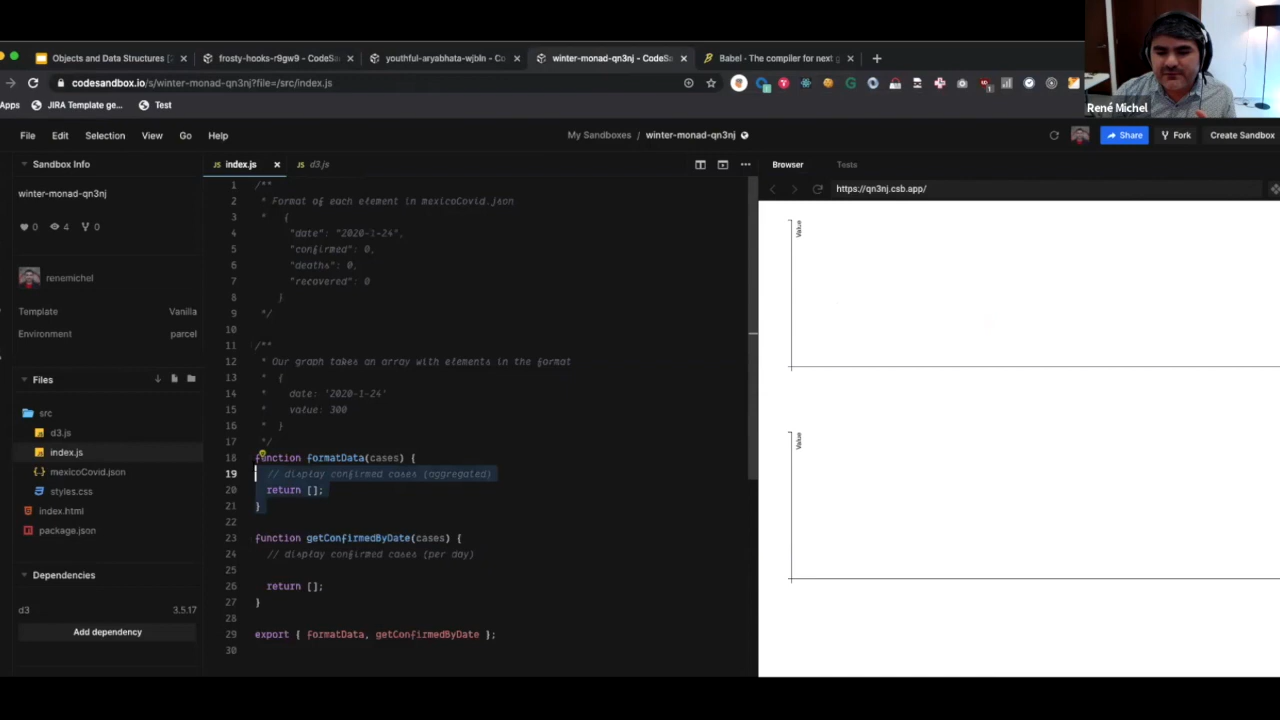 Objects and Data Structures [
frosty-hooks-r9gw9 - CodeSa
youthful-aryabhata-wjbln - Co
winter-monad-qn3nj - CodeSa
Babel - The compiler for next g
codesandbox.io/s/winter-monad-qn3nj?file=/src/index.js
René Michel
Apps
JIRA Template ge...
Test
File
Edit
Selection
View
Go
Help
My Sandboxes / winter-monad-qn3nj
Share
Fork
Create Sandbox
Sandbox Info
winter-monad-qn3nj
0
4
0
renemichel
Template Vanilla
Environment parcel
Files
src
d3.js
index.js
mexicoCovid.json
styles.css
index.html
package.json
Dependencies
d3 3.5.17
Add dependency
index.js
d3.js
1 /**
2 * Format of each element in mexicoCovid.json
3 * {
4 "date": "2020-1-24",
5 "confirmed": 0,
6 "deaths": 0,
7 "recovered": 0
8 }
9 */
10
11 /**
12 * Our graph takes an array with elements in the format
13 * {
14 * date: '2020-1-24'
15 * value: 300
16 * }
17 */
18 function formatData(cases) {
19 // display confirmed cases (aggregated)
20 return [];
21 }
22
23 function getConfirmedByDate(cases) {
24 // display confirmed cases (per day)
25
26 return [];
27 }
28
29 export { formatData, getConfirmedByDate };
30
Browser
Tests
https://qn3nj.csb.app/
Value
Value